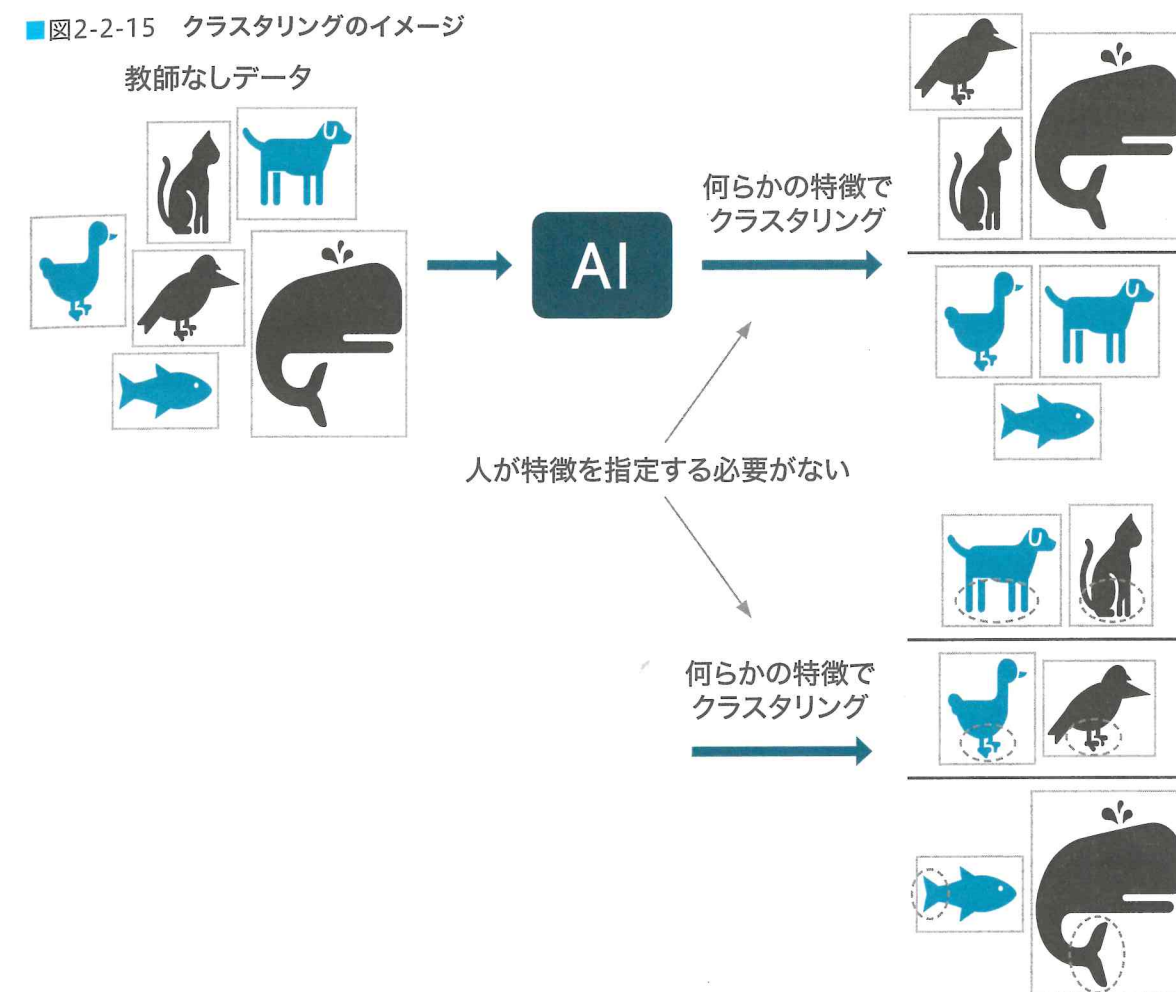 ■図2-2-15 クラスタリングのイメージ
教師なしデータ
AI
何らかの特徴で
クラスタリング
人が特徴を指定する必要がない
何らかの特徴で
クラスタリング